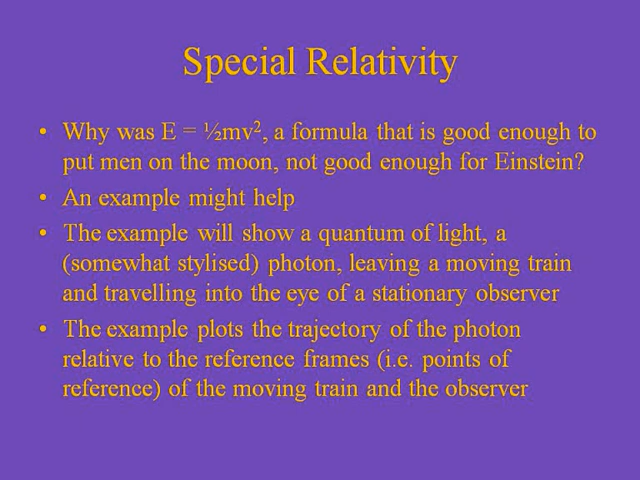 Special Relativity
• Why was E = ½mv², a formula that is good enough to
put men on the moon, not good enough for Einstein?
• An example might help
• The example will show a quantum of light, a
(somewhat stylised) photon, leaving a moving train
and travelling into the eye of a stationary observer
• The example plots the trajectory of the photon
relative to the reference frames (i.e. points of
reference) of the moving train and the observer